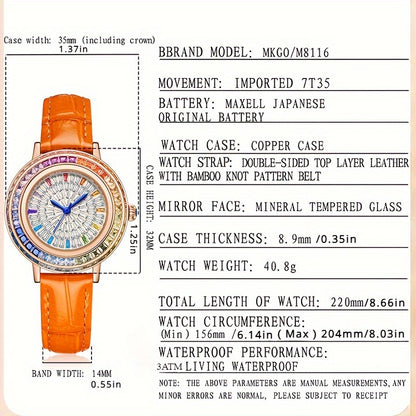 Case width: 35mm (including crown)
1.37in
BBRAND MODEL: MKGO/M8116
MOVEMENT: IMPORTED 7T35
BATTERY: MAXELL JAPANESE
ORIGINAL BATTERY
WATCH CASE: COPPER CASE
WATCH STRAP: DOUBLE-SIDED TOP LAYER LEATHER
WITH BAMBOO KNOT PATTERN BELT
MIRROR FACE: MINERAL TEMPERED GLASS
CASE HEIGHT: 32MM
1.25in
CASE THICKNESS: 8.9mm /0.35in
WATCH WEIGHT: 40.8g
TOTAL LENGTH OF WATCH: 220mm/8.66in
WATCH CIRCUMFERENCE:
(Min) 156mm /6.14in ( Max ) 204mm/8.03in
WATERPROOF PERFORMANCE:
3ATM LIVING WATERPROOF
BAND WIDTH: 14MM
0.55in
NOTE: THE ABOVE PARAMETERS ARE MANUAL MEASUREMENTS, ANY
MINOR ERRORS ARE NORMAL, PLEASE SUBJECT TO RECEIPT